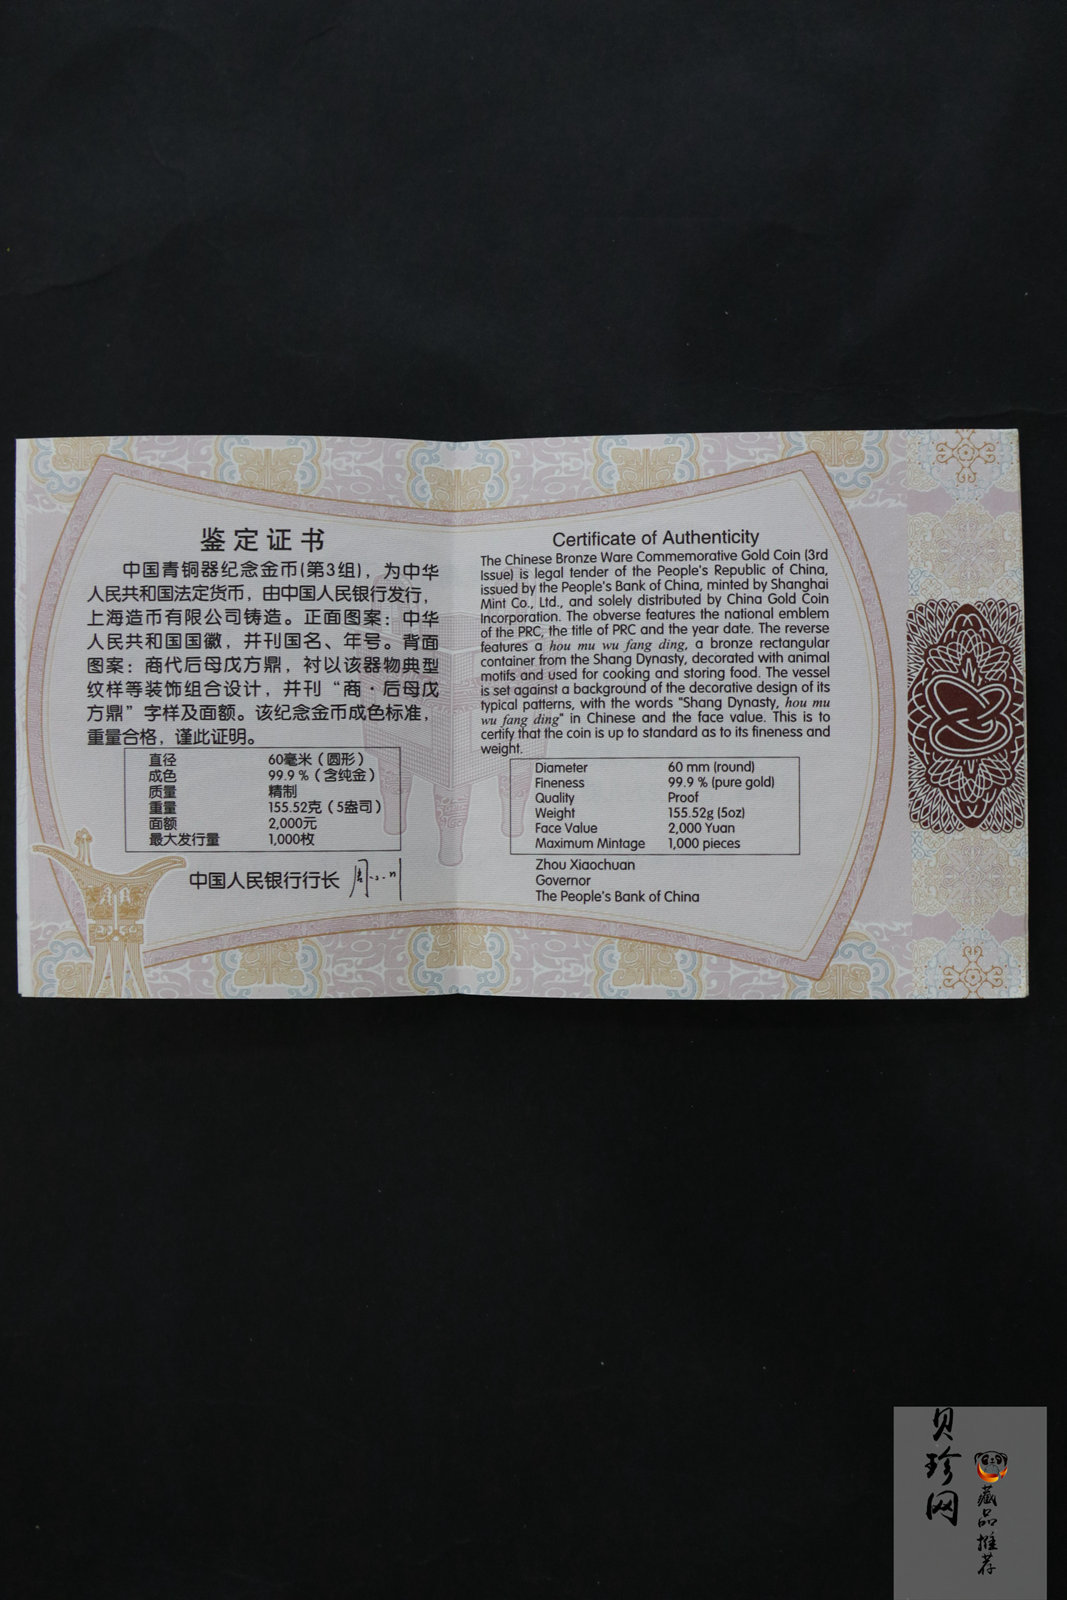 鉴定证书
中国青铜器纪念金币(第3组)，为中华
人民共和国法定货币，由中国人民银行发行，
上海造币有限公司铸造。正面图案：中华
人民共和国国徽，并刊国名、年号。背面
图案：商代后母戊方鼎，衬以该器物典型
纹样等装饰组合设计，并刊“商·后母戊
方鼎”字样及面额。该纪念金币成色标准，
重量合格，谨此证明。
直径 60毫米（圆形）
成色 99.9％（含纯金）
质量 精制
重量 155.52克（5盎司）
面额 2,000元
最大发行量 1,000枚
中国人民银行行长
Certificate of Authenticity
The Chinese Bronze Ware Commemorative Gold Coin (3rd
Issue) is legal tender of the People's Republic of China,
issued by the People's Bank of China, minted by Shanghai
Mint Co., Ltd., and solely distributed by China Gold Coin
Incorporation. The obverse features the national emblem
of the PRC, the title of PRC and the year date. The reverse
features a hou mu wu fang ding, a bronze rectangular
container from the Shang Dynasty, decorated with animal
motifs and used for cooking and storing food. The vessel
is set against a background of the decorative design of its
typical patterns, with the words "Shang Dynasty, hou mu
wu fang ding" in Chinese and the face value. This is to
certify that the coin is up to standard as to its fineness and
weight.
Diameter 60 mm (round)
Fineness 99.9 % (pure gold)
Quality Proof
Weight 155.52g (5oz)
Face Value 2,000 Yuan
Maximum Mintage 1,000 pieces
Zhou Xiaochuan
Governor
The People's Bank of China
贝珍网
藏品推荐